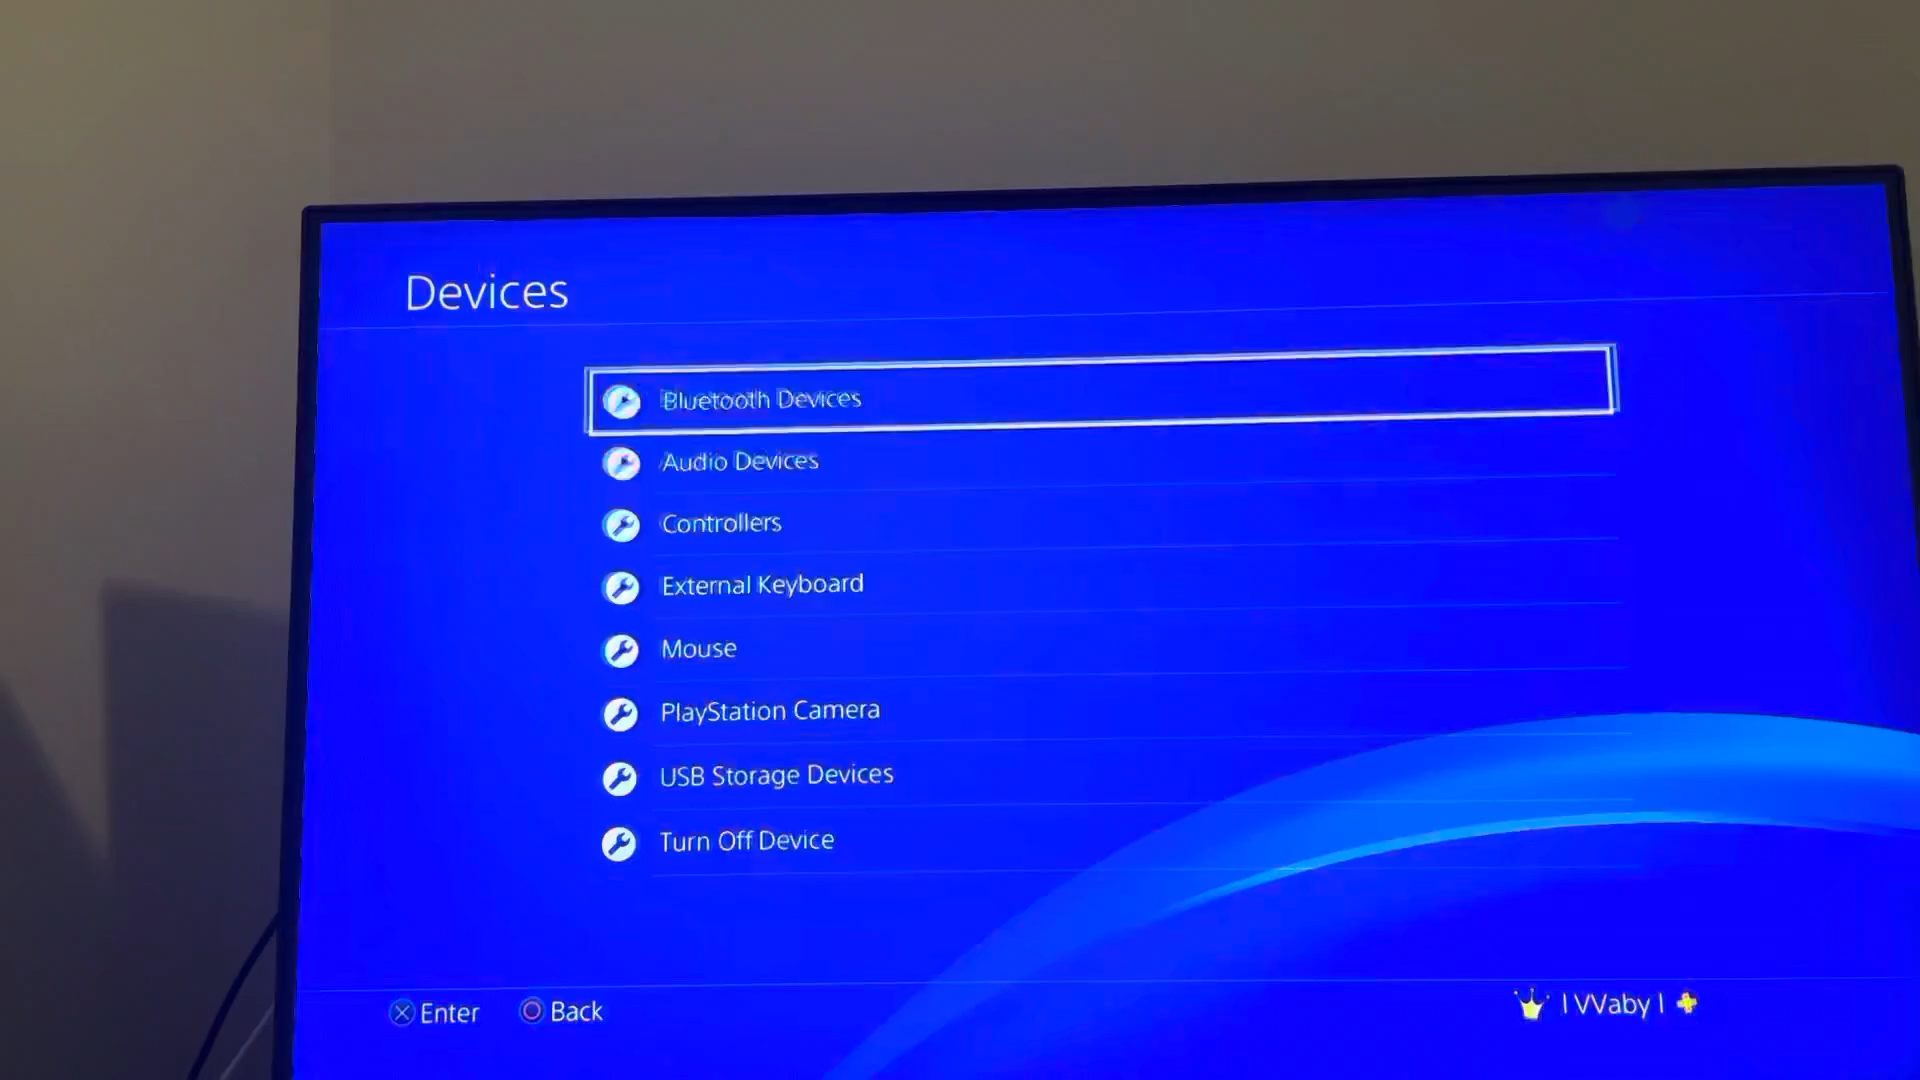 Devices
Bluetooth Devices
Audio Devices
Controllers
External Keyboard
Mouse
PlayStation Camera
USB Storage Devices
Turn Off Device
Enter
Back
I VVaby I